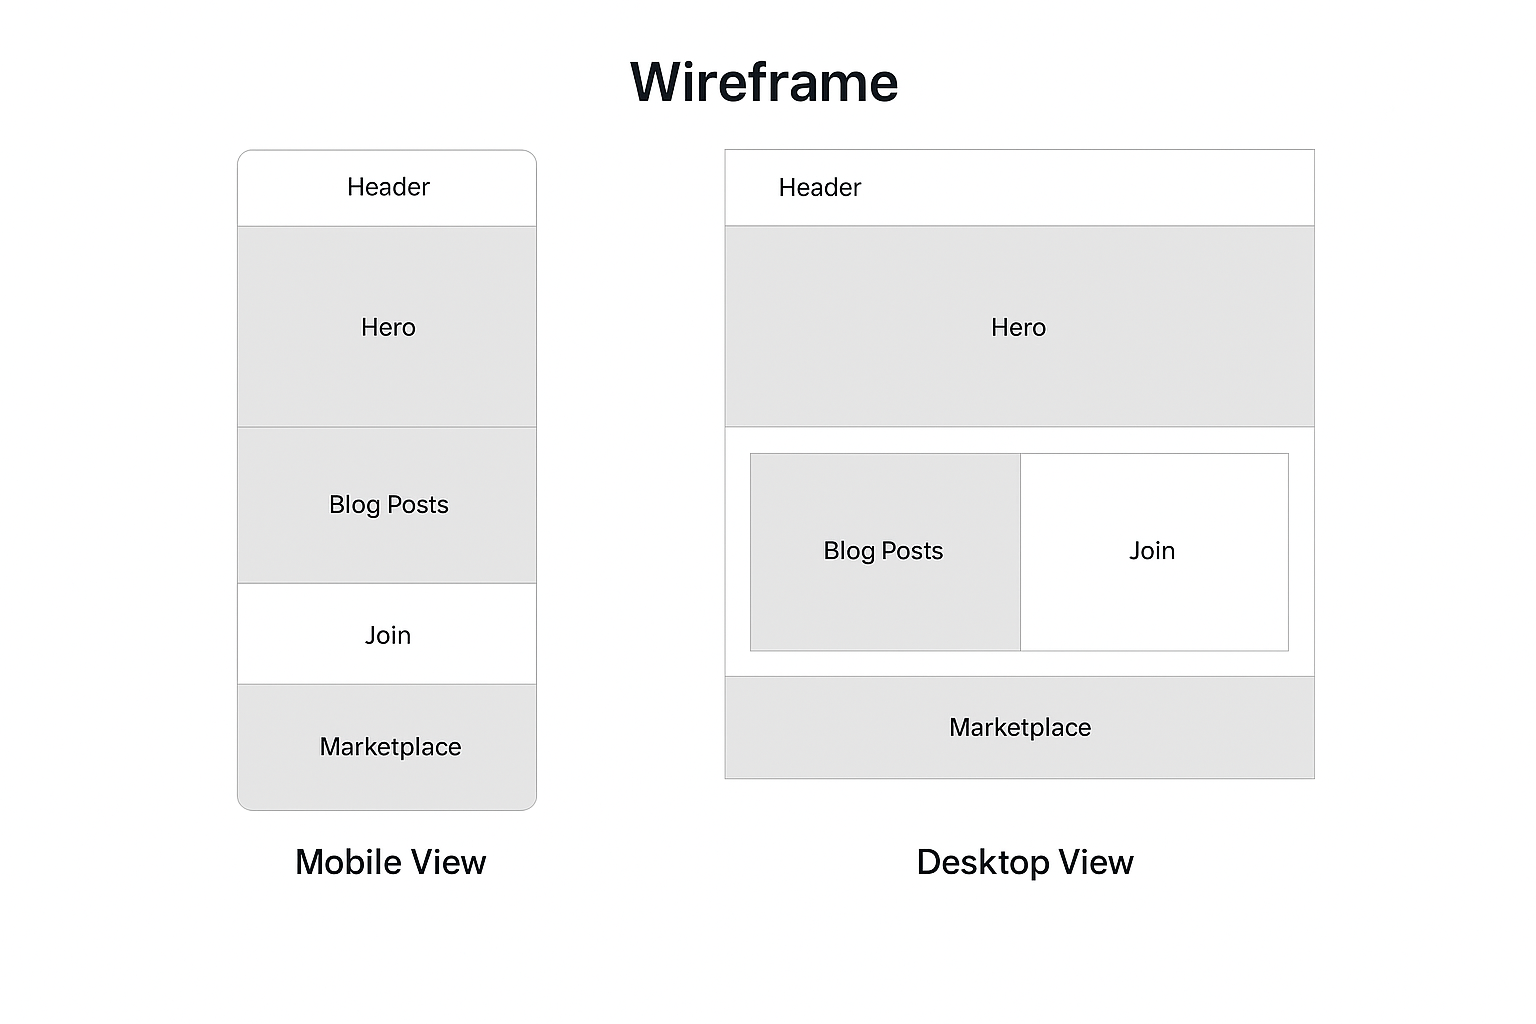 Wireframe
Header
Hero
Blog Posts
Join
Marketplace
Mobile View
Header
Hero
Blog Posts
Join
Marketplace
Desktop View